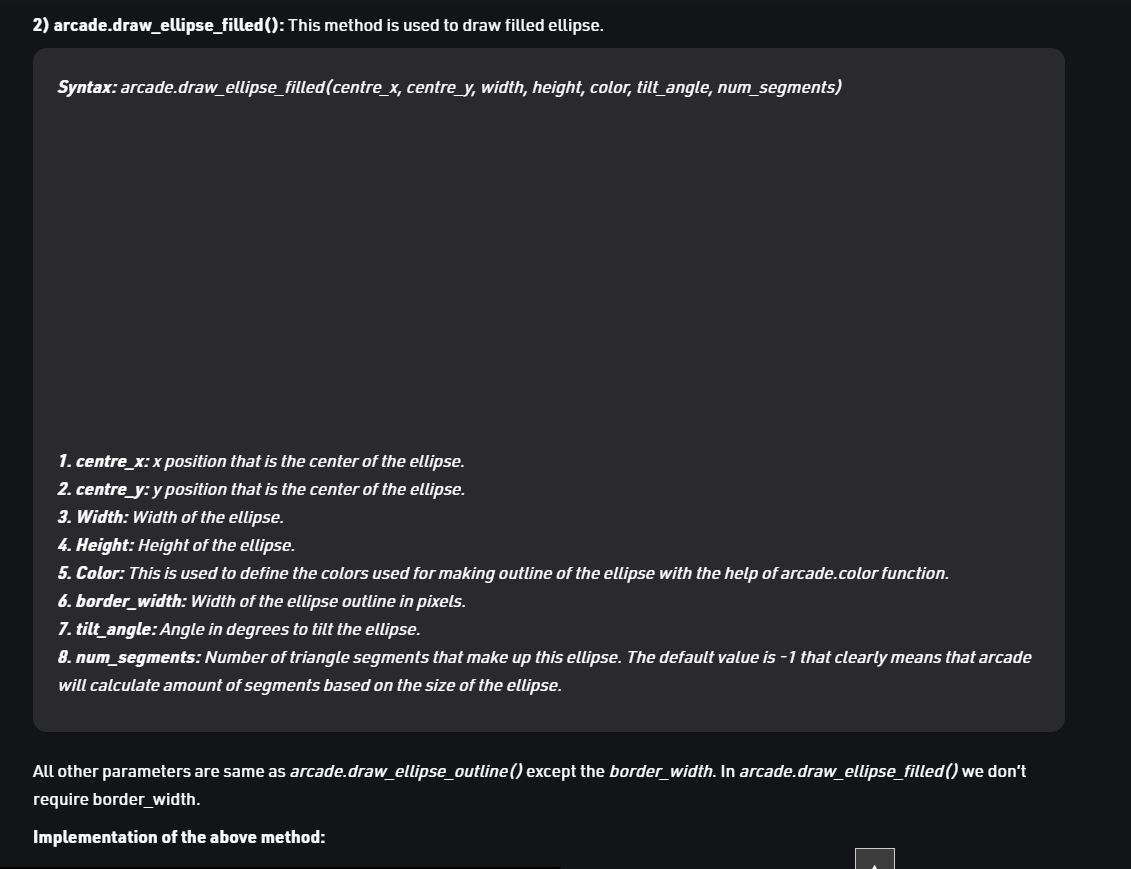 2) arcade.draw_ellipse_filled(): This method is used to draw filled ellipse.
Syntax: arcade.draw_ellipse_filled(centre_x, centre_y, width, height, color, tilt_angle, num_segments)
1. centre_x: x position that is the center of the ellipse.
2. centre_y: y position that is the center of the ellipse.
3. Width: Width of the ellipse.
4. Height: Height of the ellipse.
5. Color: This is used to define the colors used for making outline of the ellipse with the help of arcade.color function.
6. border_width: Width of the ellipse outline in pixels.
7. tilt_angle: Angle in degrees to tilt the ellipse.
8. num_segments: Number of triangle segments that make up this ellipse. The default value is -1 that clearly means that arcade
will calculate amount of segments based on the size of the ellipse.
All other parameters are same as arcade.draw_ellipse_outline() except the border_width. In arcade.draw_ellipse_filled() we don't
require border_width.
Implementation of the above method: